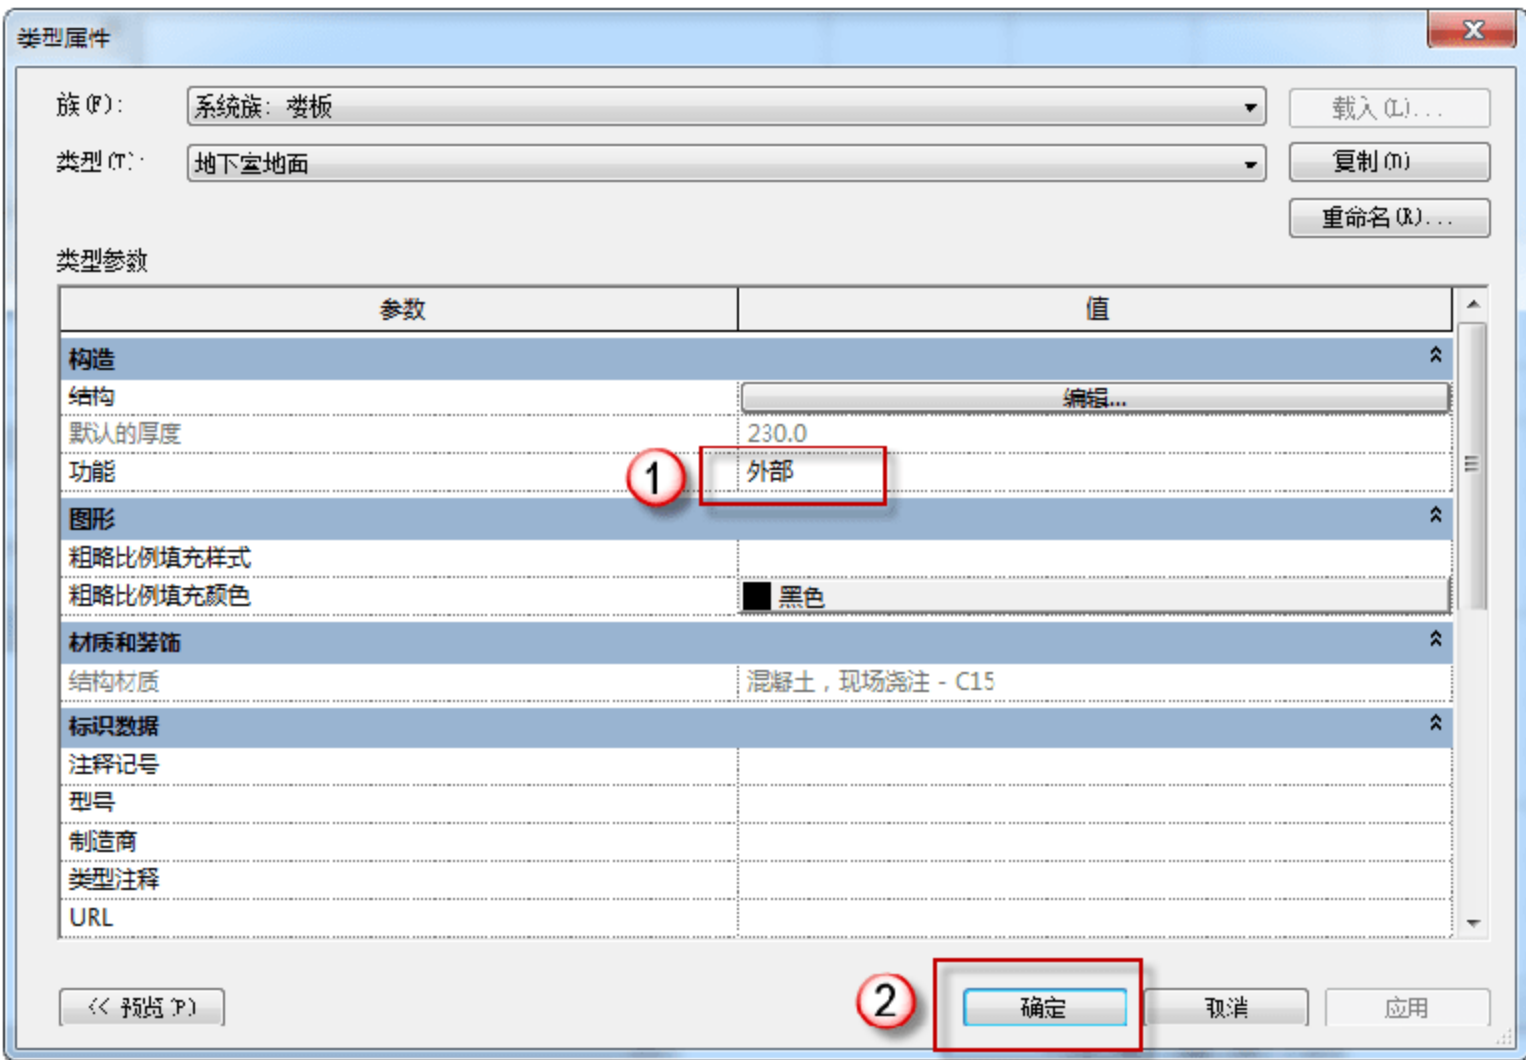 类型属性
族(F): 系统族: 楼板 载入(L)...
类型(T): 地下室地面 复制(D)
重命名(R)...
类型参数
参数 值
构造
结构 编辑...
默认的厚度 230.0
功能 1 外部
图形
粗略比例填充样式
粗略比例填充颜色 黑色
材质和装饰
结构材质 混凝土，现场浇注 - C15
标识数据
注释记号
型号
制造商
类型注释
URL
<< 预览(P) 2 确定 取消 应用